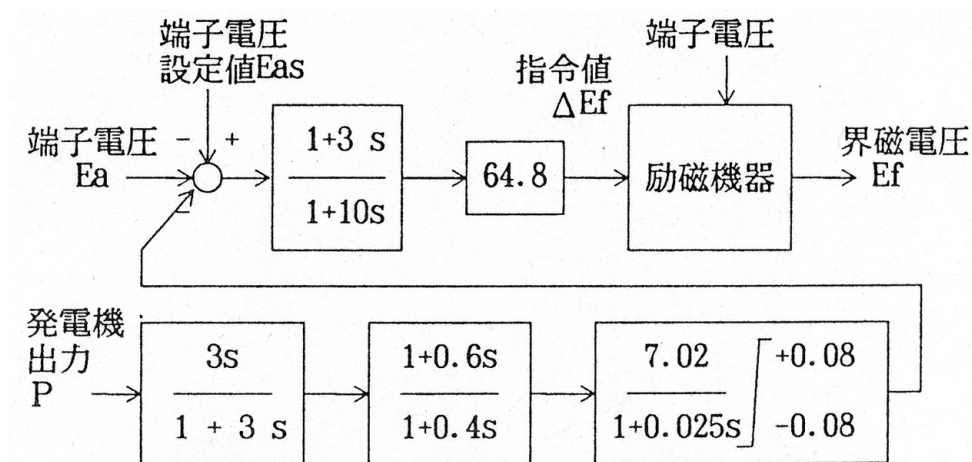 端子電圧
設定値Eas
端子電圧
指令値
ΔEf
端子電圧
Ea
- +
1+3 s
1+10s
64.8
励磁機器
界磁電圧
Ef
-
発電機
出力
P
3s
1 + 3 s
1+0.6s
1+0.4s
7.02
1+0.025s
+0.08
-0.08